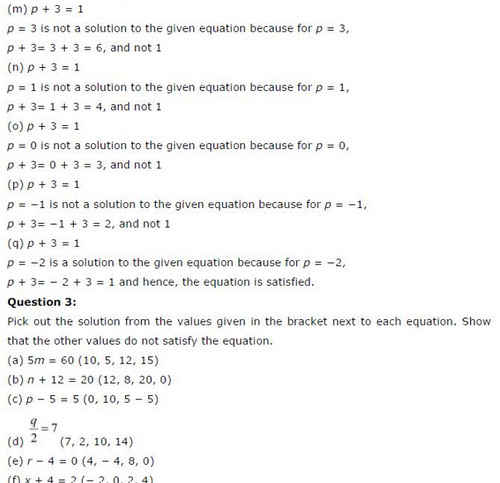 (m) p + 3 = 1
p = 3 is not a solution to the given equation because for p = 3,
p + 3= 3 + 3 = 6, and not 1
(n) p + 3 = 1
p = 1 is not a solution to the given equation because for p = 1,
p + 3= 1 + 3 = 4, and not 1
(o) p + 3 = 1
p = 0 is not a solution to the given equation because for p = 0,
p + 3= 0 + 3 = 3, and not 1
(p) p + 3 = 1
p = −1 is not a solution to the given equation because for p = −1,
p + 3= −1 + 3 = 2, and not 1
(q) p + 3 = 1
p = −2 is a solution to the given equation because for p = −2,
p + 3= − 2 + 3 = 1 and hence, the equation is satisfied.
Question 3:
Pick out the solution from the values given in the bracket next to each equation. Show
that the other values do not satisfy the equation.
(a) 5m = 60 (10, 5, 12, 15)
(b) n + 12 = 20 (12, 8, 20, 0)
(c) p − 5 = 5 (0, 10, 5 − 5)
(d) q/2 = 7 (7, 2, 10, 14)
(e) r − 4 = 0 (4, − 4, 8, 0)
(f) x + 4 = 2 (− 2, 0, 2, 4)